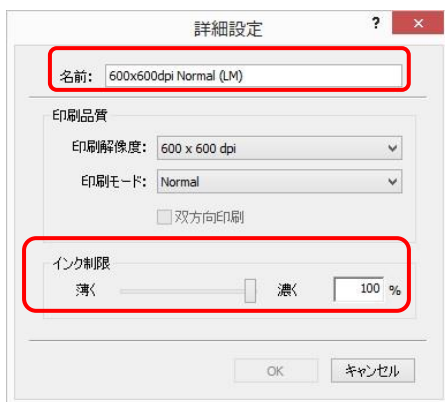 詳細設定 ? ×
名前: 600x600dpi Normal (LM)
印刷品質
印刷解像度: 600 x 600 dpi
印刷モード: Normal
双方向印刷
インク制限
薄く 濃く 100 %
OK キャンセル